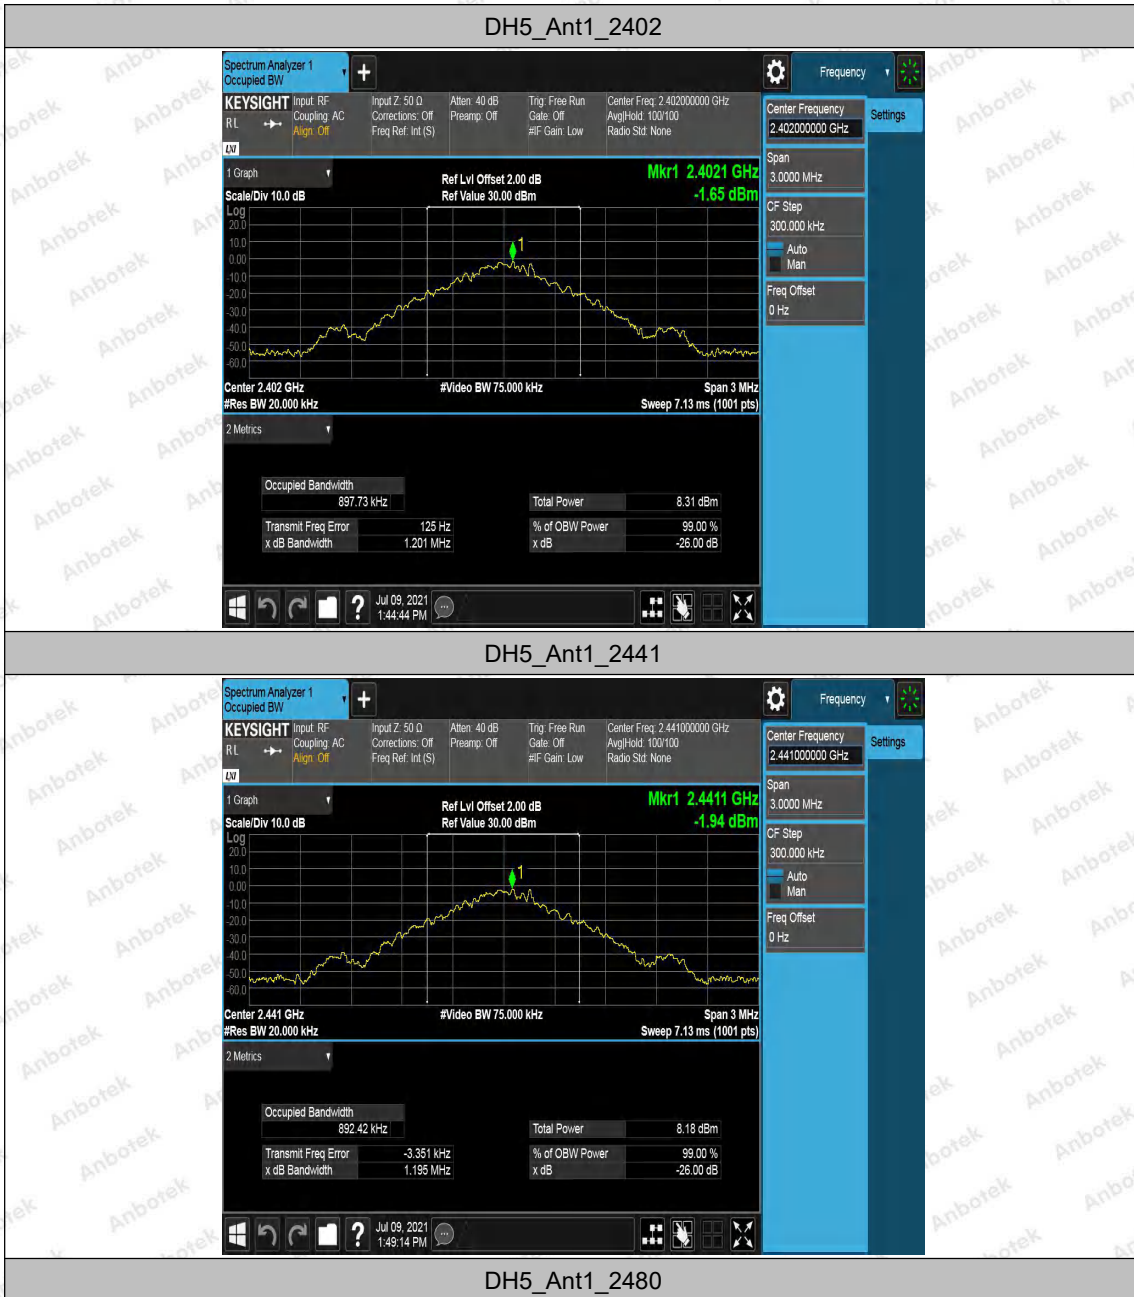 DH5_Ant1_2402
Spectrum Analyzer 1
Occupied BW
Frequency
KEYSIGHT
RL
LXI
Input: RF
Coupling: AC
Align: Off
Input Z: 50 Ω
Corrections: Off
Freq Ref: Int (S)
Atten: 40 dB
Preamp: Off
Trig: Free Run
Gate: Off
#IF Gain: Low
Center Freq: 2.402000000 GHz
Avg|Hold: 100/100
Radio Std: None
Center Frequency
2.402000000 GHz
Settings
Span
3.0000 MHz
CF Step
300.000 kHz
Auto
Man
Freq Offset
0 Hz
1 Graph
Scale/Div 10.0 dB
Ref Lvl Offset 2.00 dB
Ref Value 30.00 dBm
Mkr1 2.4021 GHz
-1.65 dBm
Log
20.0
10.0
0.00
-10.0
-20.0
-30.0
-40.0
-50.0
-60.0
1
Center 2.402 GHz
#Video BW 75.000 kHz
Span 3 MHz
#Res BW 20.000 kHz
Sweep 7.13 ms (1001 pts)
2 Metrics
Occupied Bandwidth
897.73 kHz
Total Power 8.31 dBm
Transmit Freq Error 125 Hz
% of OBW Power 99.00 %
x dB Bandwidth 1.201 MHz
x dB -26.00 dB
?
Jul 09, 2021
1:44:44 PM
DH5_Ant1_2441
Spectrum Analyzer 1
Occupied BW
Frequency
KEYSIGHT
RL
LXI
Input: RF
Coupling: AC
Align: Off
Input Z: 50 Ω
Corrections: Off
Freq Ref: Int (S)
Atten: 40 dB
Preamp: Off
Trig: Free Run
Gate: Off
#IF Gain: Low
Center Freq: 2.441000000 GHz
Avg|Hold: 100/100
Radio Std: None
Center Frequency
2.441000000 GHz
Settings
Span
3.0000 MHz
CF Step
300.000 kHz
Auto
Man
Freq Offset
0 Hz
1 Graph
Scale/Div 10.0 dB
Ref Lvl Offset 2.00 dB
Ref Value 30.00 dBm
Mkr1 2.4411 GHz
-1.94 dBm
Log
20.0
10.0
0.00
-10.0
-20.0
-30.0
-40.0
-50.0
-60.0
1
Center 2.441 GHz
#Video BW 75.000 kHz
Span 3 MHz
#Res BW 20.000 kHz
Sweep 7.13 ms (1001 pts)
2 Metrics
Occupied Bandwidth
892.42 kHz
Total Power 8.18 dBm
Transmit Freq Error -3.351 kHz
% of OBW Power 99.00 %
x dB Bandwidth 1.195 MHz
x dB -26.00 dB
?
Jul 09, 2021
1:49:14 PM
DH5_Ant1_2480